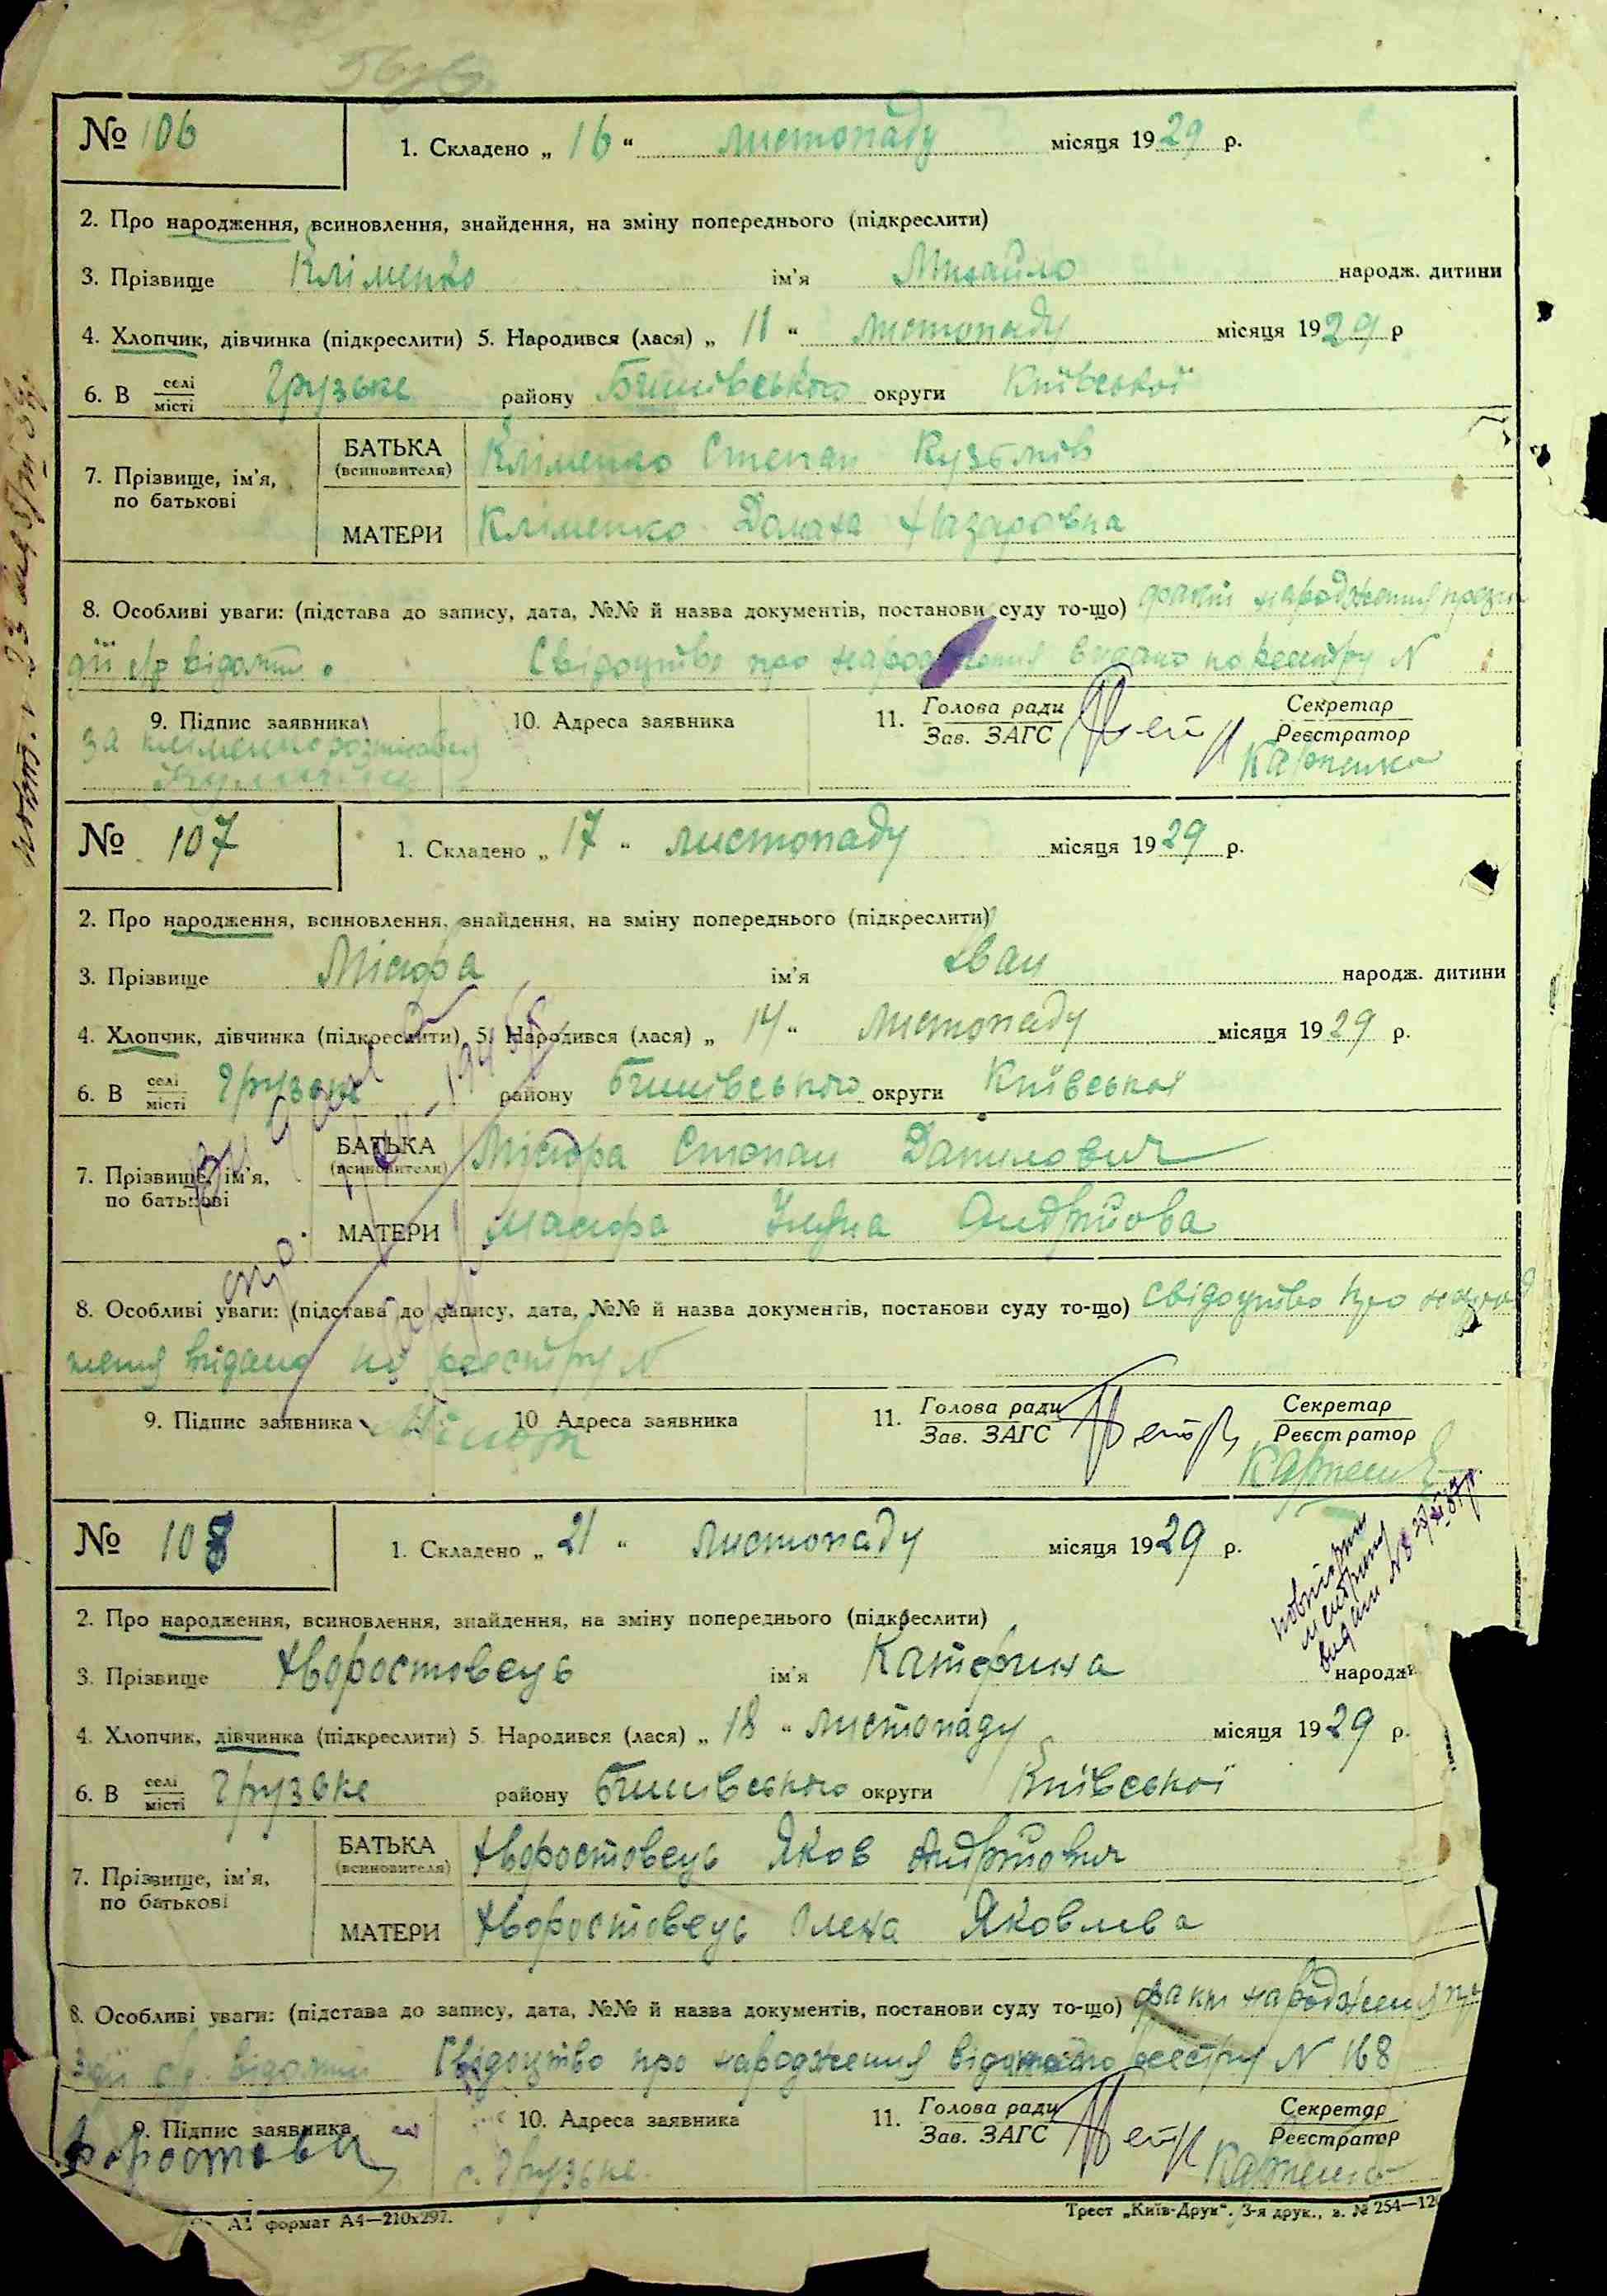 № 106
1. Складено „ 16 “ листопаду місяця 1929 р.
2. Про народження, всиновлення, знайдення, на зміну попереднього (підкреслити)
3. Прізвище Кліменко ім'я Михайло народж. дитини
4. Хлопчик, дівчинка (підкреслити) 5. Народився (лася) „ 11 “ листопаду місяця 1929 р
6. В селі місті Грузьке району Бишівського округи Київської
7. Прізвище, ім'я, по батькові
БАТЬКА (всиновителя) Кліменко Степан Кузьмів
МАТЕРИ Кліменко Домаха Назаровна
8. Особливі уваги: (підстава до запису, дата, №№ й назва документів, постанови суду то-що) факт народження
Свідоцтво про народження видано по реєстру N
9. Підпис заявника 10. Адреса заявника 11. Голова ради Зав. ЗАГС Секретар Реєстратор
за
Карпенко
№ 107
1. Складено „ 17 “ листопаду місяця 1929 р.
2. Про народження, всиновлення, знайдення, на зміну попереднього (підкреслити)
3. Прізвище Місюра ім'я Іван народж. дитини
4. Хлопчик, дівчинка (підкреслити) 5. Народився (лася) „ 14 “ листопаду місяця 1929 р.
6. В селі місті Грузьке району Бишівського округи Київської
7. Прізвище, ім'я, по батькові
БАТЬКА (всиновителя) Місюра Степан Данилович
МАТЕРИ Масюра Андрійова
8. Особливі уваги: (підстава до запису, дата, №№ й назва документів, постанови суду то-що) свідоцтво про народ
женя видано по реєстру N
9. Підпис заявника 10 Адреса заявника 11. Голова ради Зав. ЗАГС Секретар Реєстратор
№ 108
1. Складено „ 21 “ листопаду місяця 1929 р.
2. Про народження, всиновлення, знайдення, на зміну попереднього (підкреслити)
3. Прізвище Хворостовець ім'я Катерина народж
4. Хлопчик, дівчинка (підкреслити) 5 Народився (лася) „ 18 “ листопаду місяця 1929 р.
6. В селі місті Грузьке району Бишівського округи Київської
7. Прізвище, ім'я, по батькові
БАТЬКА (всиновителя) Хворостовець Яков Андрійович
МАТЕРИ Хворостовець Олена Яковлива
8. Особливі уваги: (підстава до запису, дата, №№ й назва документів, постанови суду то-що) факт народження
Свідоцтво про народження реєстру N 168
9. Підпис заявника 10. Адреса заявника 11. Голова ради Зав. ЗАГС Секретар Реєстратор
с. Грузьке.
формат А4—210х297. Трест „Київ-Друк“. 3-я друк., з. № 254—12